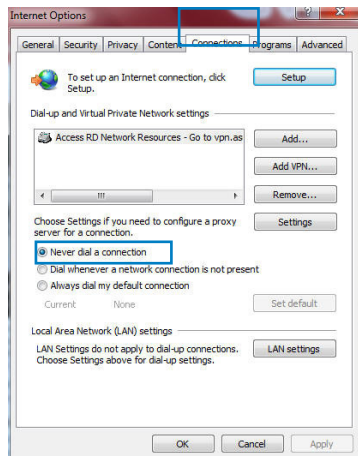 Internet Options
General Security Privacy Content Connections Programs Advanced
To set up an Internet connection, click Setup.
Setup
Dial-up and Virtual Private Network settings
Access RD Network Resources - Go to vpn.as
Add...
Add VPN...
Remove...
Choose Settings if you need to configure a proxy
server for a connection.
Settings
Never dial a connection
Dial whenever a network connection is not present
Always dial my default connection
Current None
Set default
Local Area Network (LAN) settings
LAN Settings do not apply to dial-up connections.
Choose Settings above for dial-up settings.
LAN settings
OK Cancel Apply